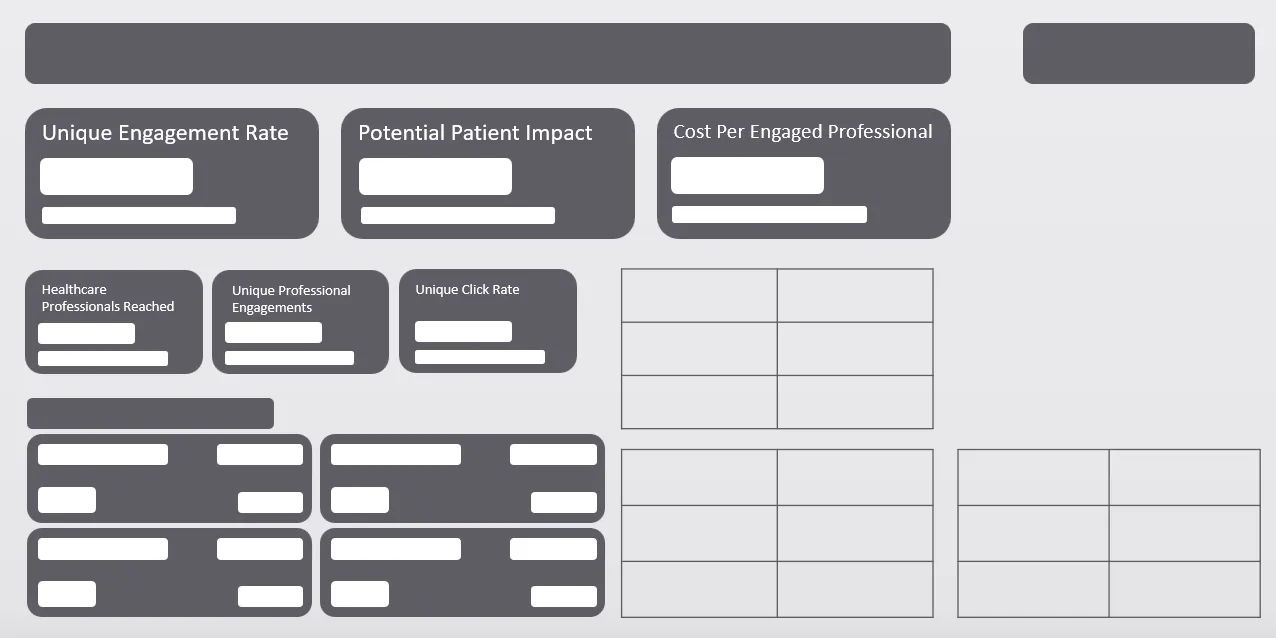 Unique Engagement Rate
Potential Patient Impact
Cost Per Engaged Professional
Healthcare
Professionals Reached
Unique Professional
Engagements
Unique Click Rate